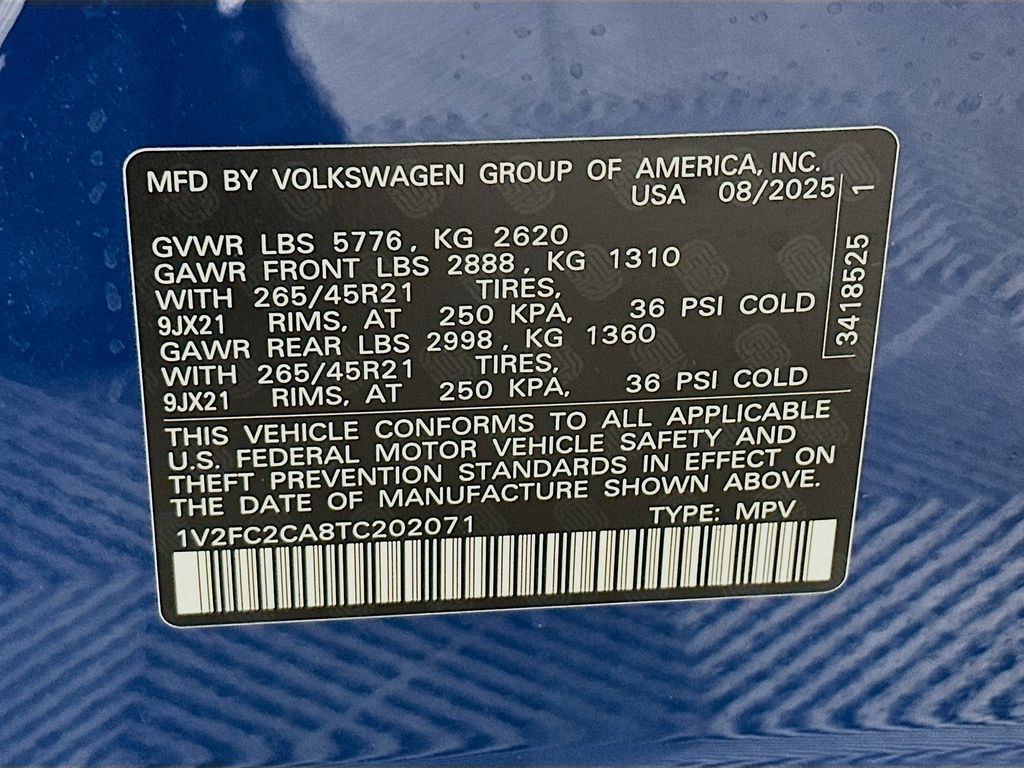 MFD BY VOLKSWAGEN GROUP OF AMERICA, INC.
USA 08/2025
GVWR LBS 5776, KG 2620
GAWR FRONT LBS 2888, KG 1310
WITH 265/45R21 TIRES,
9JX21 RIMS, AT 250 KPA, 36 PSI COLD
GAWR REAR LBS 2998, KG 1360
WITH 265/45R21 TIRES,
9JX21 RIMS, AT 250 KPA, 36 PSI COLD
THIS VEHICLE CONFORMS TO ALL APPLICABLE
U.S. FEDERAL MOTOR VEHICLE SAFETY AND
THEFT PREVENTION STANDARDS IN EFFECT ON
THE DATE OF MANUFACTURE SHOWN ABOVE.
1V2FC2CA8TC202071 TYPE: MPV
3418525 1